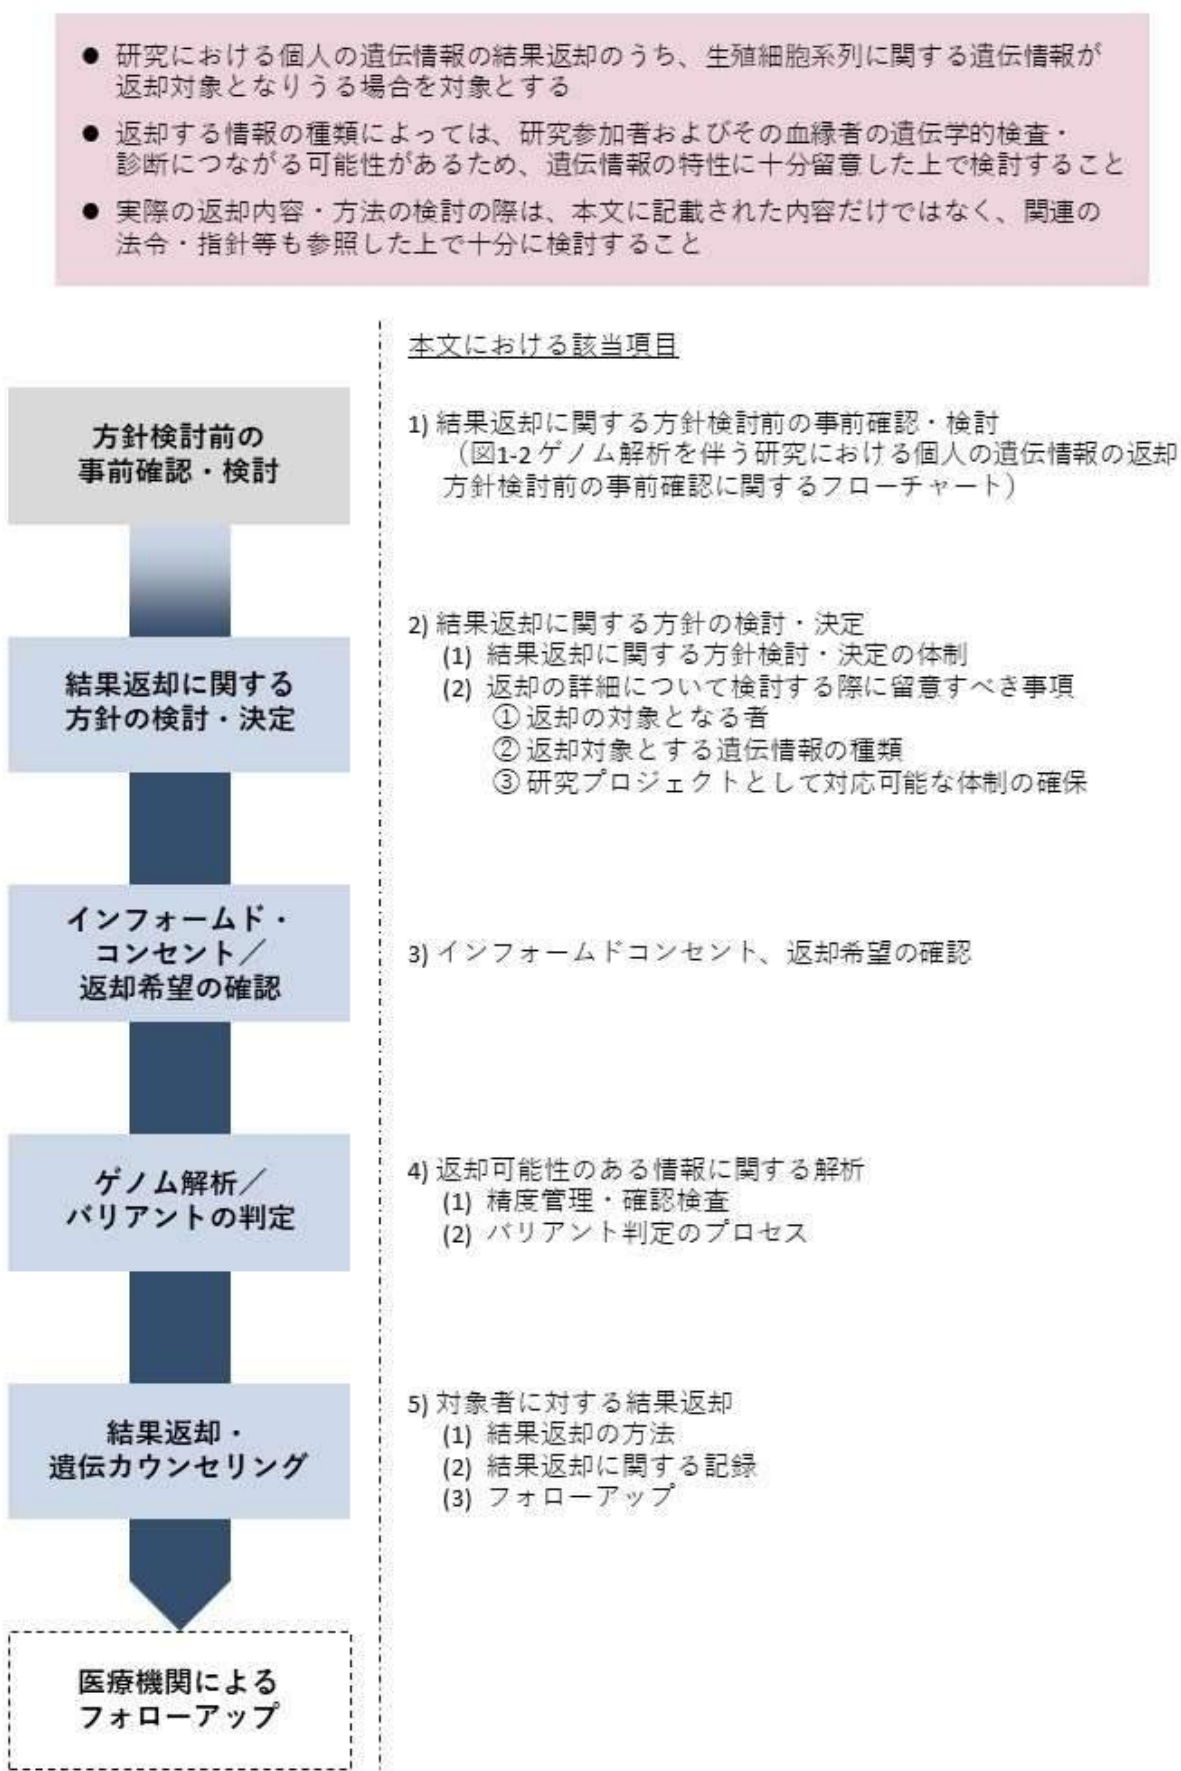 ● 研究における個人の遺伝情報の結果返却のうち、生殖細胞系列に関する遺伝情報が
返却対象となりうる場合を対象とする
● 返却する情報の種類によっては、研究参加者およびその血縁者の遺伝学的検査・
診断につながる可能性があるため、遺伝情報の特性に十分留意した上で検討すること
● 実際の返却内容・方法の検討の際は、本文に記載された内容だけではなく、関連の
法令・指針等も参照した上で十分に検討すること
本文における該当項目
方針検討前の
事前確認・検討
1) 結果返却に関する方針検討前の事前確認・検討
（図1-2 ゲノム解析を伴う研究における個人の遺伝情報の返却
方針検討前の事前確認に関するフローチャート）
結果返却に関する
方針の検討・決定
2) 結果返却に関する方針の検討・決定
(1) 結果返却に関する方針検討・決定の体制
(2) 返却の詳細について検討する際に留意すべき事項
① 返却の対象となる者
② 返却対象とする遺伝情報の種類
③ 研究プロジェクトとして対応可能な体制の確保
インフォームド・
コンセント／
返却希望の確認
3) インフォームドコンセント、返却希望の確認
ゲノム解析／
バリアントの判定
4) 返却可能性のある情報に関する解析
(1) 精度管理・確認検査
(2) バリアント判定のプロセス
結果返却・
遺伝カウンセリング
5) 対象者に対する結果返却
(1) 結果返却の方法
(2) 結果返却に関する記録
(3) フォローアップ
医療機関による
フォローアップ